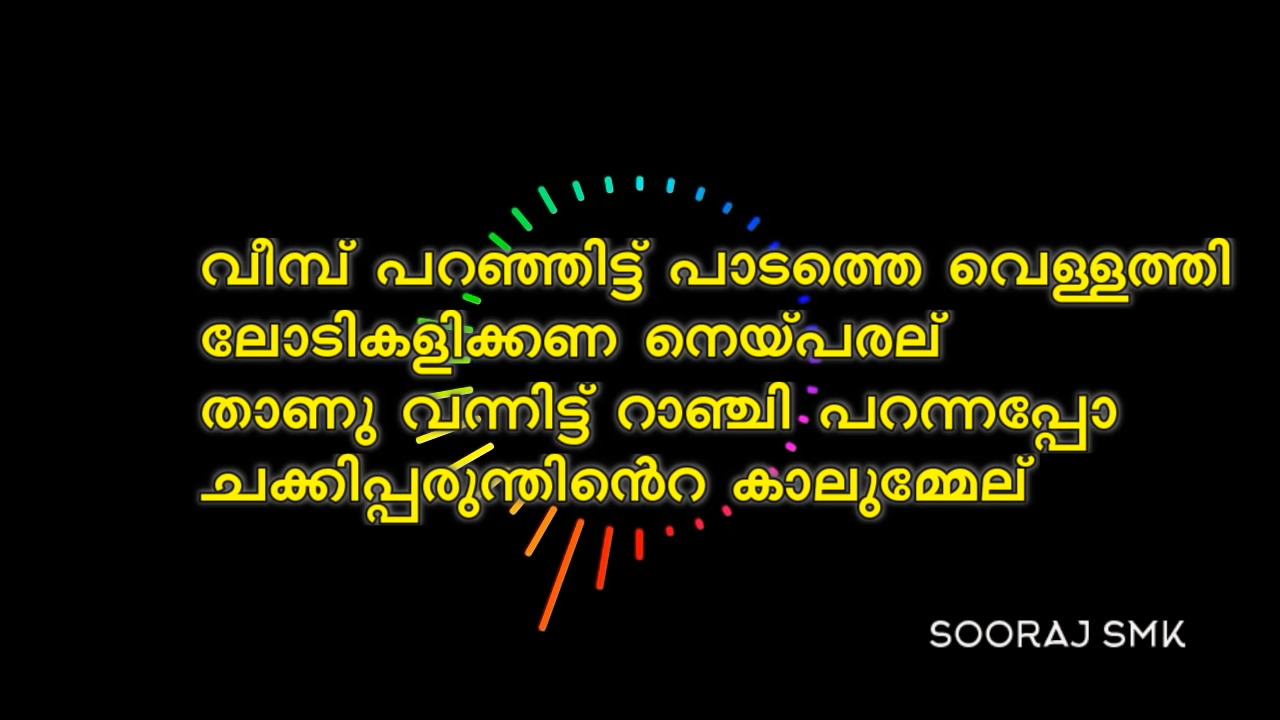 വീമ്പ് പറഞ്ഞിട്ട് പാടത്തെ വെള്ളത്തി
ലോടികളിക്കണ നെയ്പരല്
താണു വന്നിട്ട് റാഞ്ചി പറന്നപ്പോ
ചക്കിപ്പരുന്തിൻെറ കാലുമ്മേല്
SOORAJ SMK